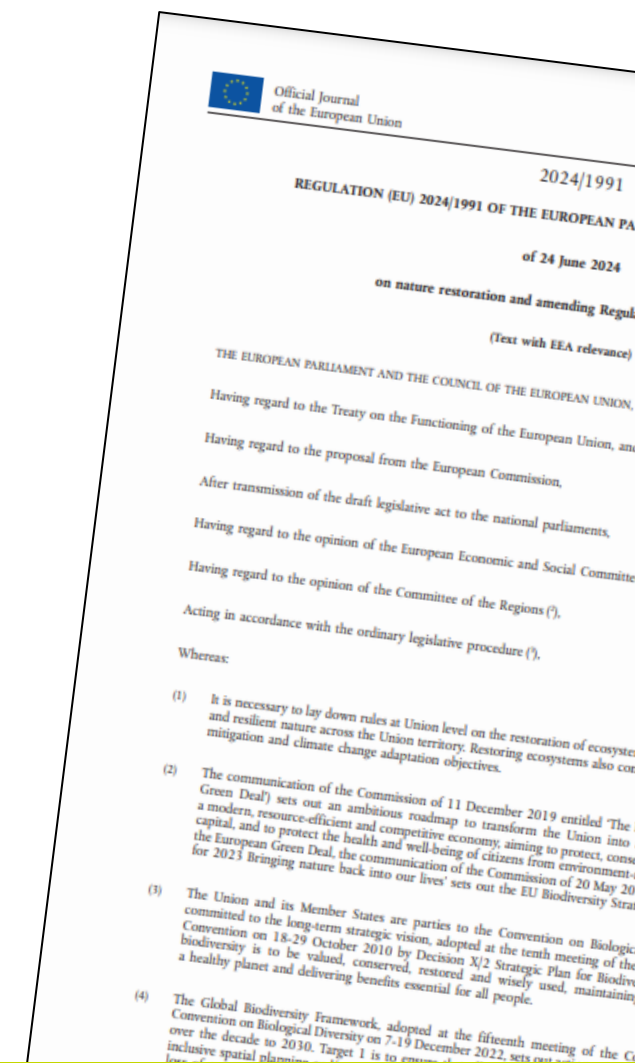 Official Journal
of the European Union
2024/1991
REGULATION (EU) 2024/1991 OF THE EUROPEAN PA
of 24 June 2024
on nature restoration and amending Regul
(Text with EEA relevance)
THE EUROPEAN PARLIAMENT AND THE COUNCIL OF THE EUROPEAN UNION,
Having regard to the Treaty on the Functioning of the European Union, and
Having regard to the proposal from the European Commission,
After transmission of the draft legislative act to the national parliaments,
Having regard to the opinion of the European Economic and Social Committe
Having regard to the opinion of the Committee of the Regions (²),
Acting in accordance with the ordinary legislative procedure (³),
Whereas:
(1) It is necessary to lay down rules at Union level on the restoration of ecosyste
and resilient nature across the Union territory. Restoring ecosystems also con
mitigation and climate change adaptation objectives.
(2) The communication of the Commission of 11 December 2019 entitled ‘The
Green Deal’) sets out an ambitious roadmap to transform the Union into
a modern, resource-efficient and competitive economy, aiming to protect, conse
capital, and to protect the health and well-being of citizens from environment-
the European Green Deal, the communication of the Commission of 20 May 20
for 2023 Bringing nature back into our lives’ sets out the EU Biodiversity Strat
(3) The Union and its Member States are parties to the Convention on Biologic
committed to the long-term strategic vision, adopted at the tenth meeting of the
Convention on 18-29 October 2010 by Decision X/2 Strategic Plan for Biodive
biodiversity is to be valued, conserved, restored and wisely used, maintaining
a healthy planet and delivering benefits essential for all people.
(4) The Global Biodiversity Framework, adopted at the fifteenth meeting of the Co
Convention on Biological Diversity on 7-19 December 2022, sets out
over the decade to 2030. Target 1 is to ensure
inclusive spatial planning